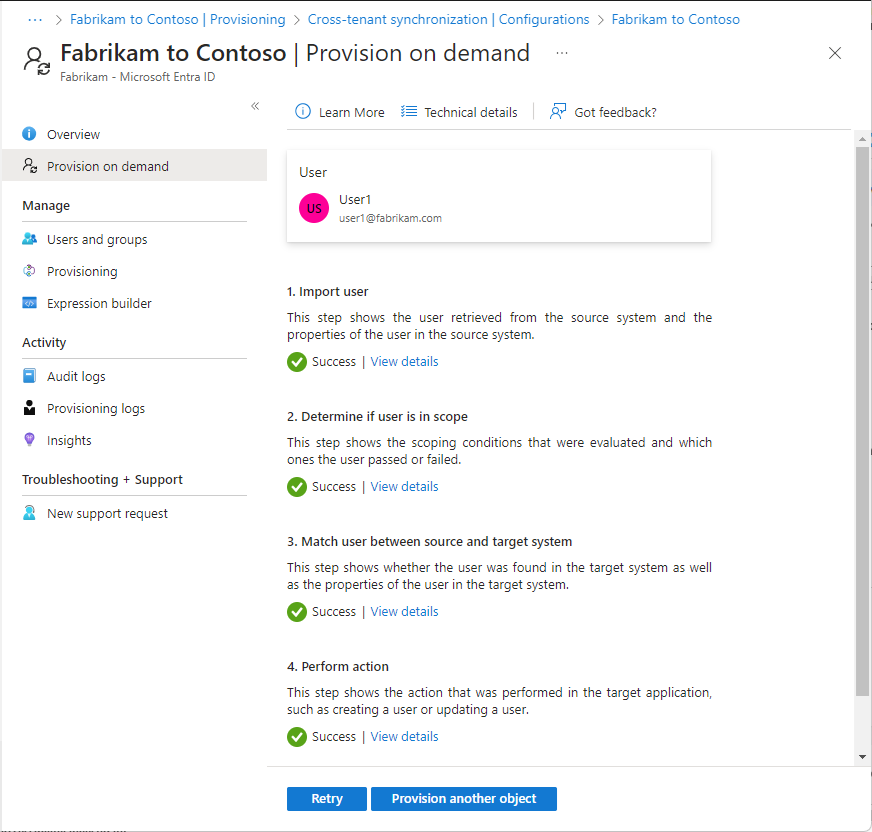 ··· > Fabrikam to Contoso | Provisioning > Cross-tenant synchronization | Configurations > Fabrikam to Contoso
Fabrikam to Contoso | Provision on demand ···
Fabrikam - Microsoft Entra ID
«
Overview
Provision on demand
Manage
Users and groups
Provisioning
Expression builder
Activity
Audit logs
Provisioning logs
Insights
Troubleshooting + Support
New support request
Learn More
Technical details
Got feedback?
User
US
User1
user1@fabrikam.com
1. Import user
This step shows the user retrieved from the source system and the
properties of the user in the source system.
Success | View details
2. Determine if user is in scope
This step shows the scoping conditions that were evaluated and which
ones the user passed or failed.
Success | View details
3. Match user between source and target system
This step shows whether the user was found in the target system as well
as the properties of the user in the target system.
Success | View details
4. Perform action
This step shows the action that was performed in the target application,
such as creating a user or updating a user.
Success | View details
Retry
Provision another object